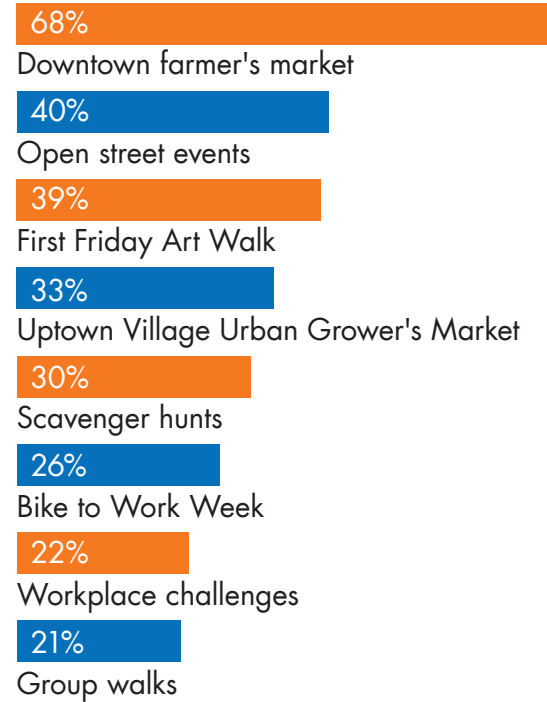 68%
Downtown farmer's market
40%
Open street events
39%
First Friday Art Walk
33%
Uptown Village Urban Grower's Market
30%
Scavenger hunts
26%
Bike to Work Week
22%
Workplace challenges
21%
Group walks